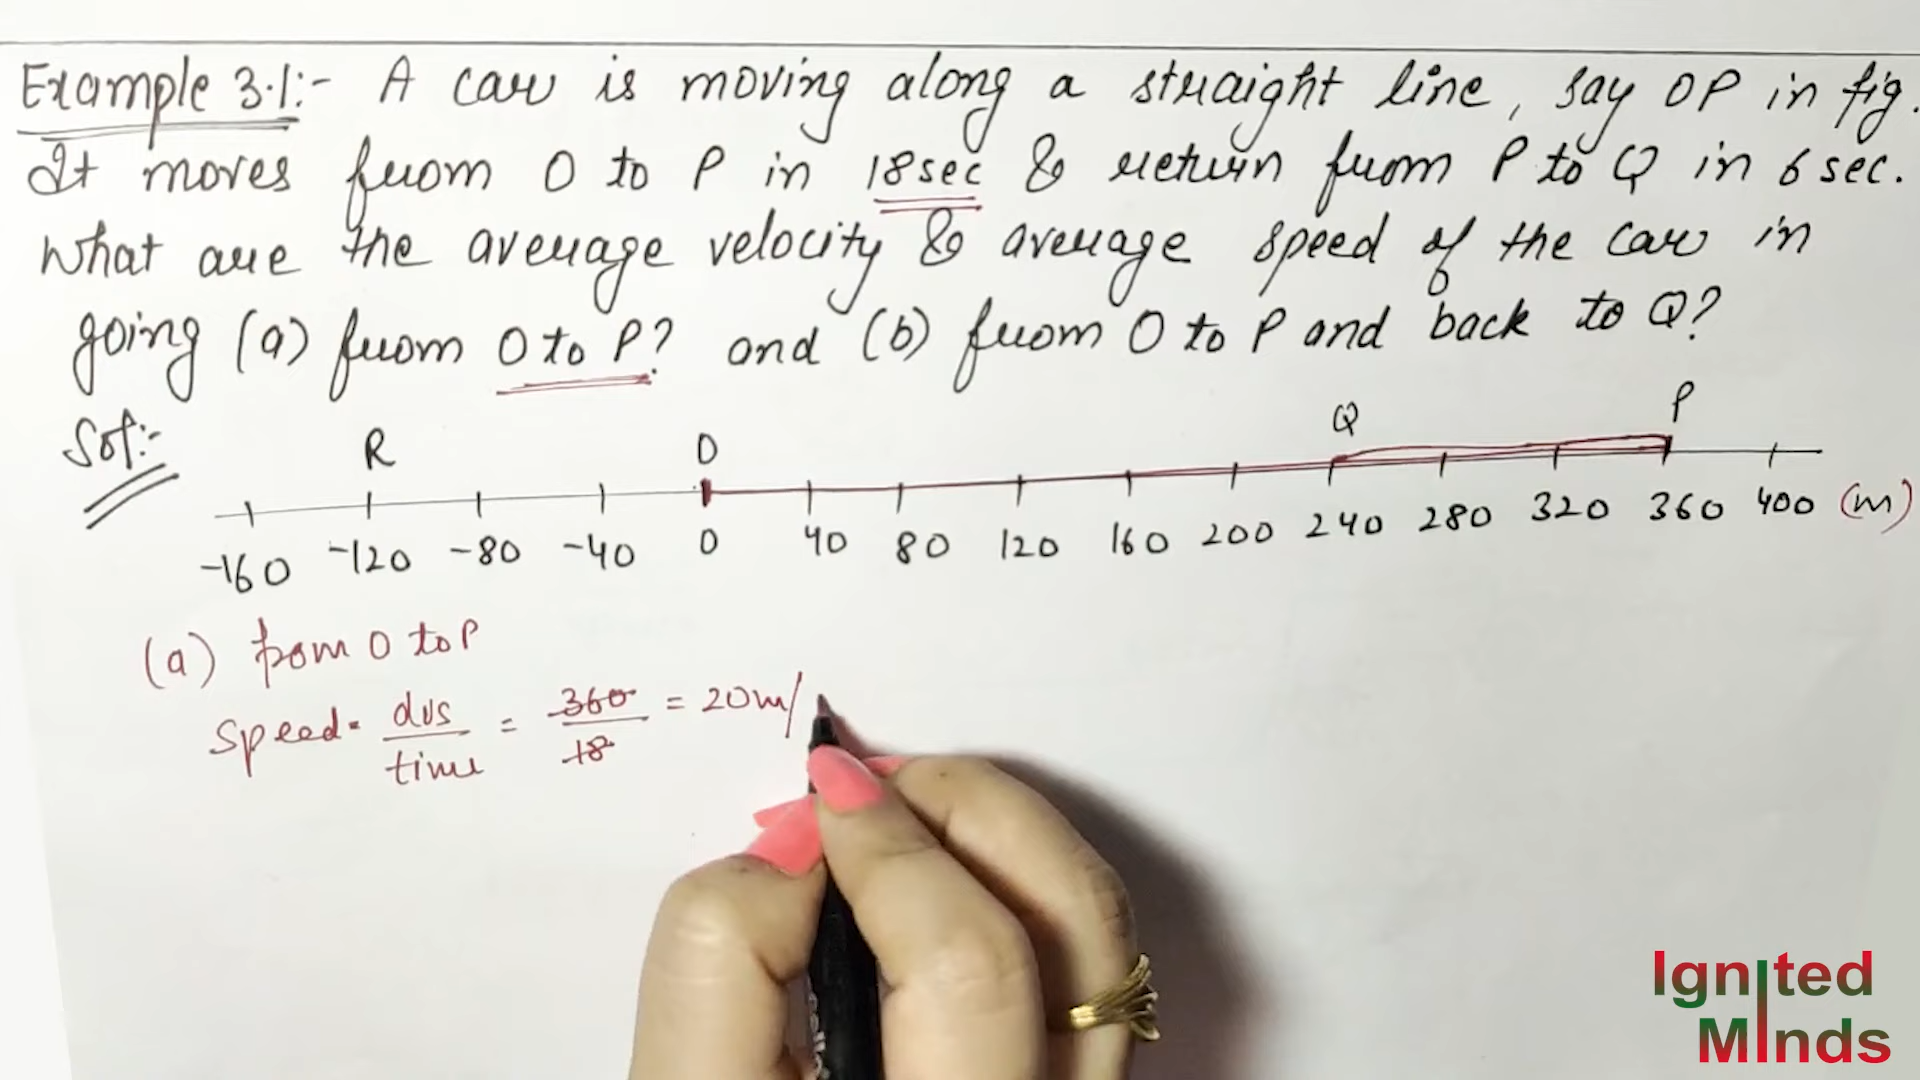 Example 3.1:- A car is moving along a straight line, say OP in fig.
It moves from O to P in 18sec & return from P to Q in 6 sec.
What are the average velocity & average speed of the car in
going (a) from O to P? and (b) from O to P and back to Q?
Sol:-
R O Q P
-160 -120 -80 -40 0 40 80 120 160 200 240 280 320 360 400 (m)
(a) from O to P
Speed = dis/time = 360/18 = 20m/
Ignited
Minds